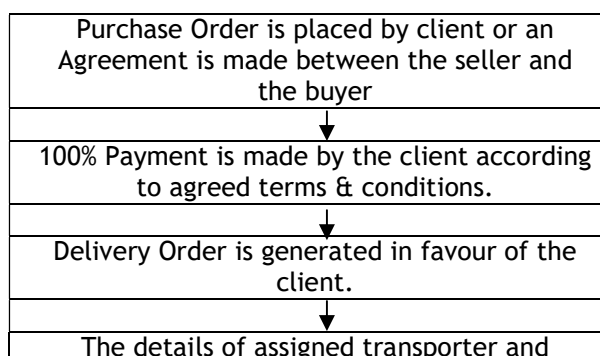 Purchase Order is placed by client or an
Agreement is made between the seller and
the buyer
100% Payment is made by the client according
to agreed terms & conditions.
Delivery Order is generated in favour of the
client.
The details of assigned transporter and